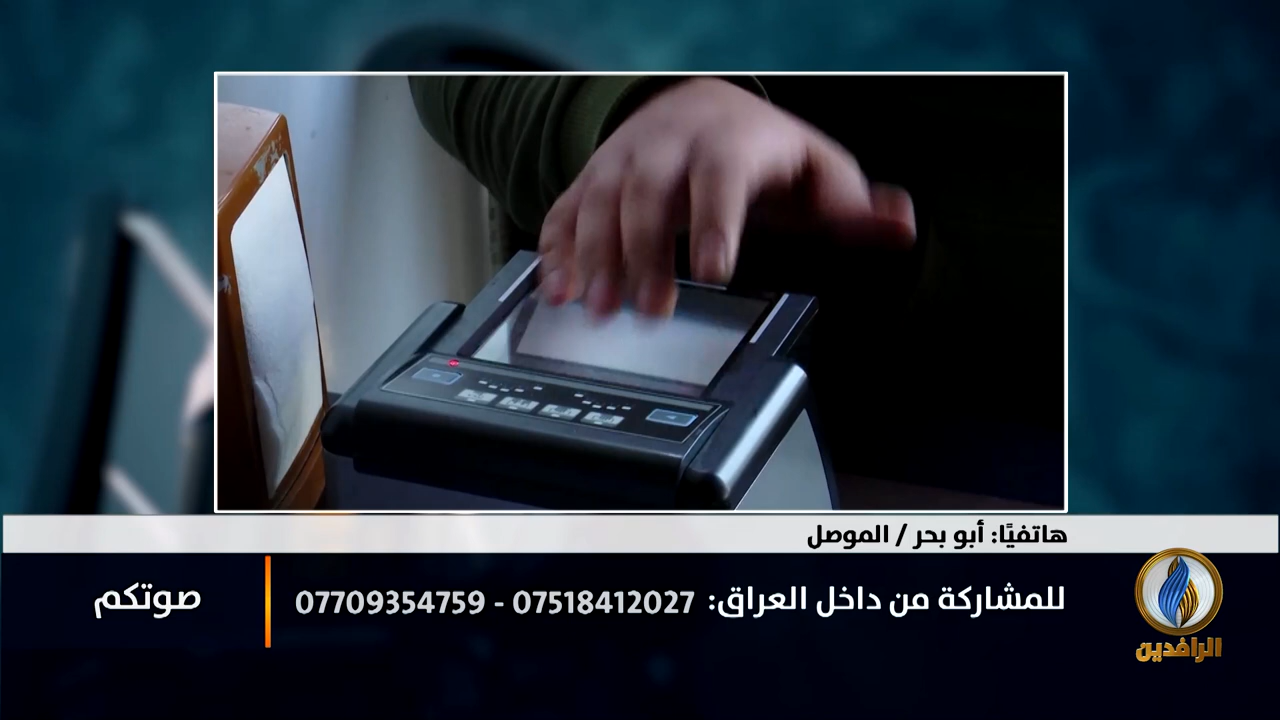 هاتفيًا: أبو بحر / الموصل
للمشاركة من داخل العراق: 07518412027 - 07709354759
صوتكم
الرافدين